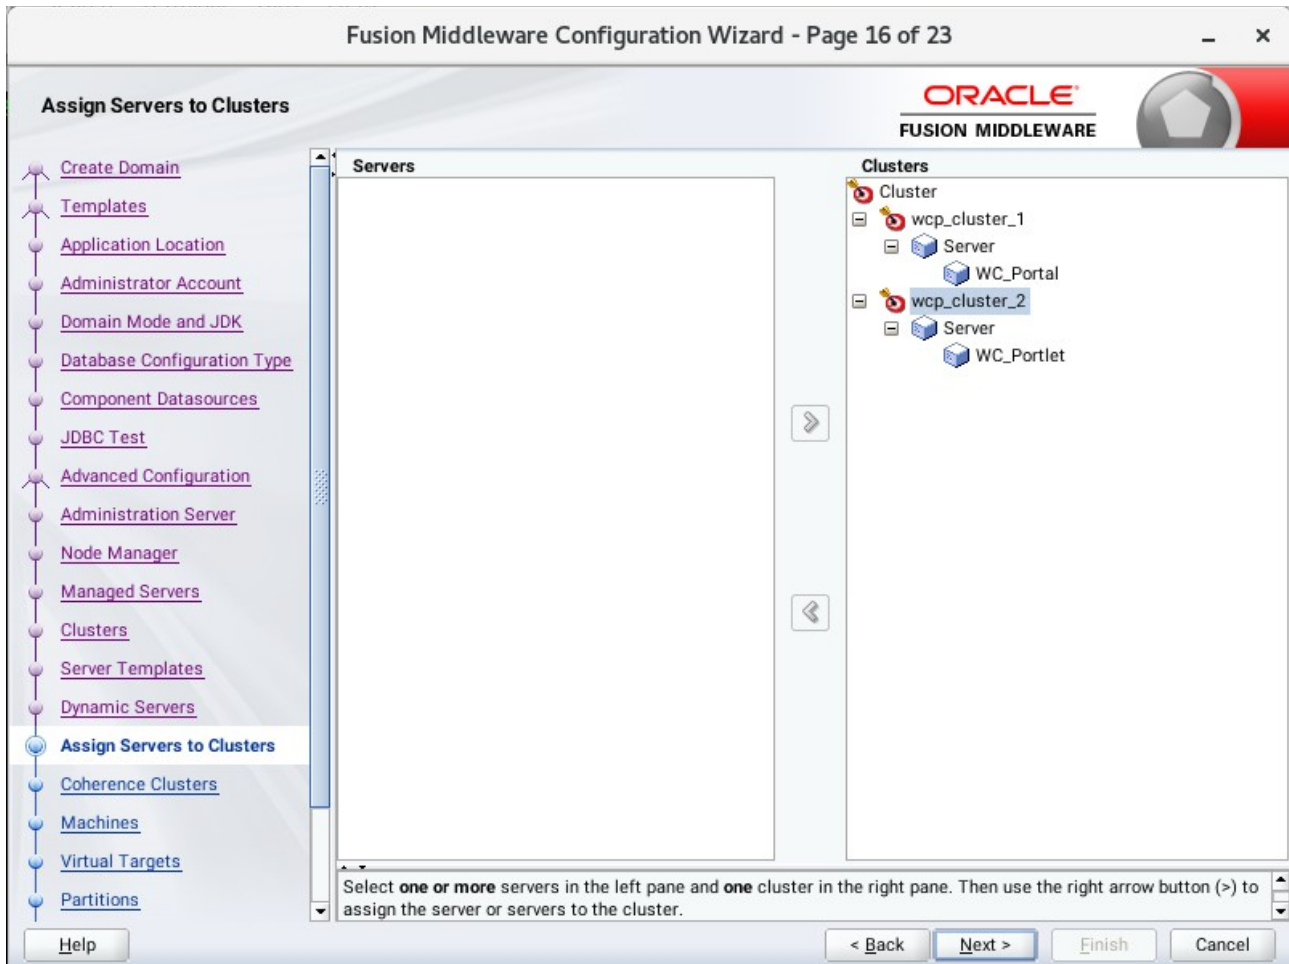 Fusion Middleware Configuration Wizard - Page 16 of 23
Assign Servers to Clusters
ORACLE
FUSION MIDDLEWARE
Create Domain
Templates
Application Location
Administrator Account
Domain Mode and JDK
Database Configuration Type
Component Datasources
JDBC Test
Advanced Configuration
Administration Server
Node Manager
Managed Servers
Clusters
Server Templates
Dynamic Servers
Assign Servers to Clusters
Coherence Clusters
Machines
Virtual Targets
Partitions
Servers
Clusters
Cluster
wcp_cluster_1
Server
WC_Portal
wcp_cluster_2
Server
WC_Portlet
Select one or more servers in the left pane and one cluster in the right pane. Then use the right arrow button (>) to
assign the server or servers to the cluster.
Help
< Back
Next >
Finish
Cancel